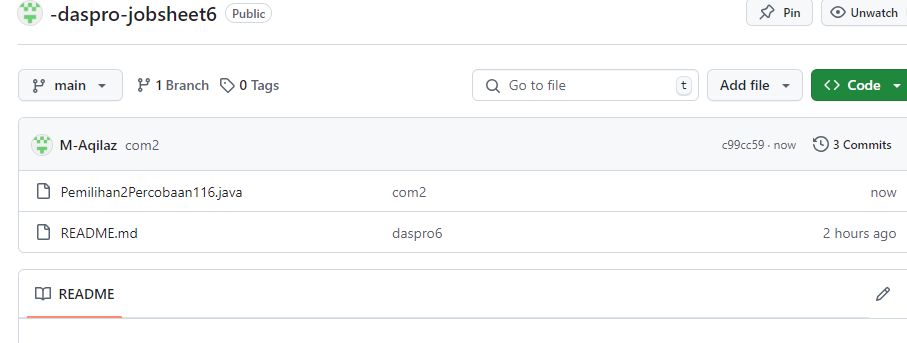 -daspro-jobsheet6 Public Pin Unwatch
main 1 Branch 0 Tags Go to file t Add file Code
M-Aqilaz com2 c99cc59 · now 3 Commits
Pemilihan2Percobaan116.java com2 now
README.md daspro6 2 hours ago
README